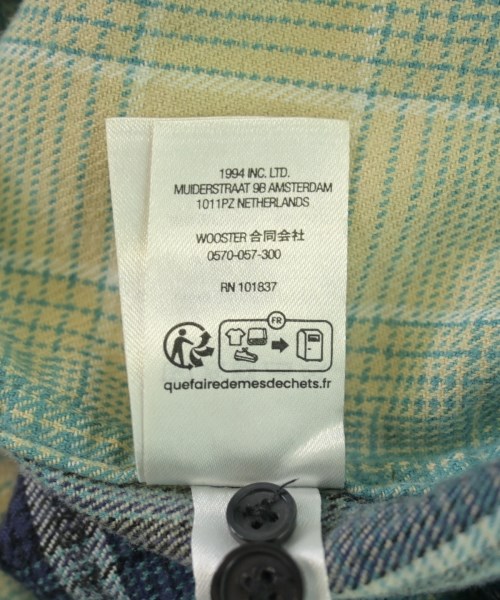 1994 INC. LTD.
MUIDERSTRAAT 9B AMSTERDAM
1011PZ NETHERLANDS
WOOSTER 合同会社
0570-057-300
RN 101837
FR
quefairedemesdechets.fr